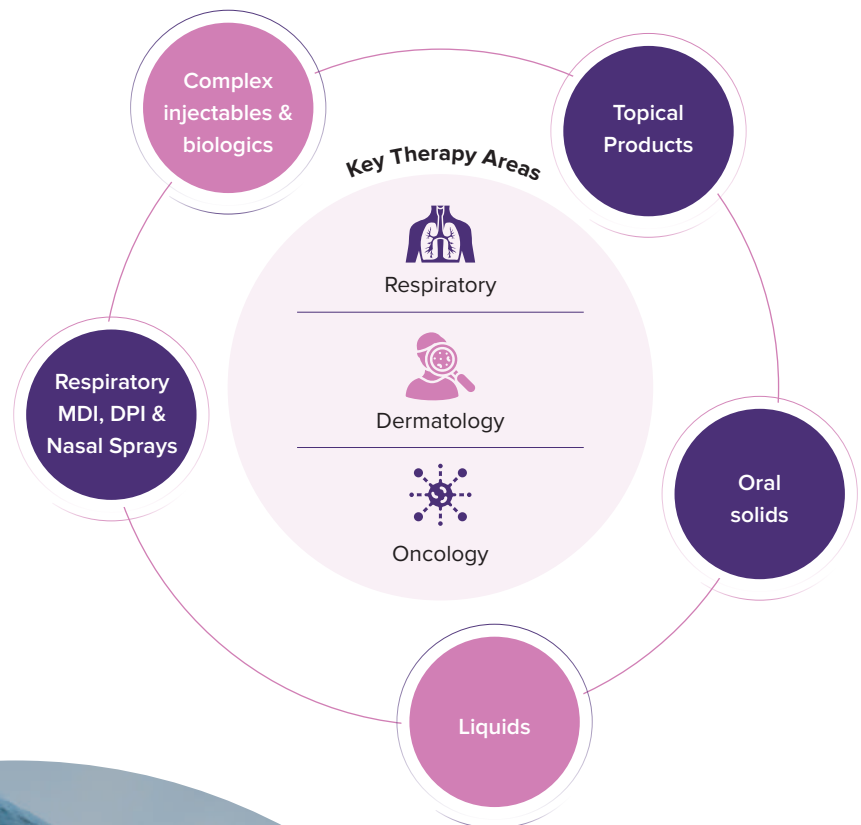 Complex
injectables &
biologics
Topical
Products
Key Therapy Areas
Respiratory
Dermatology
Oncology
Respiratory
MDI, DPI &
Nasal Sprays
Oral
solids
Liquids